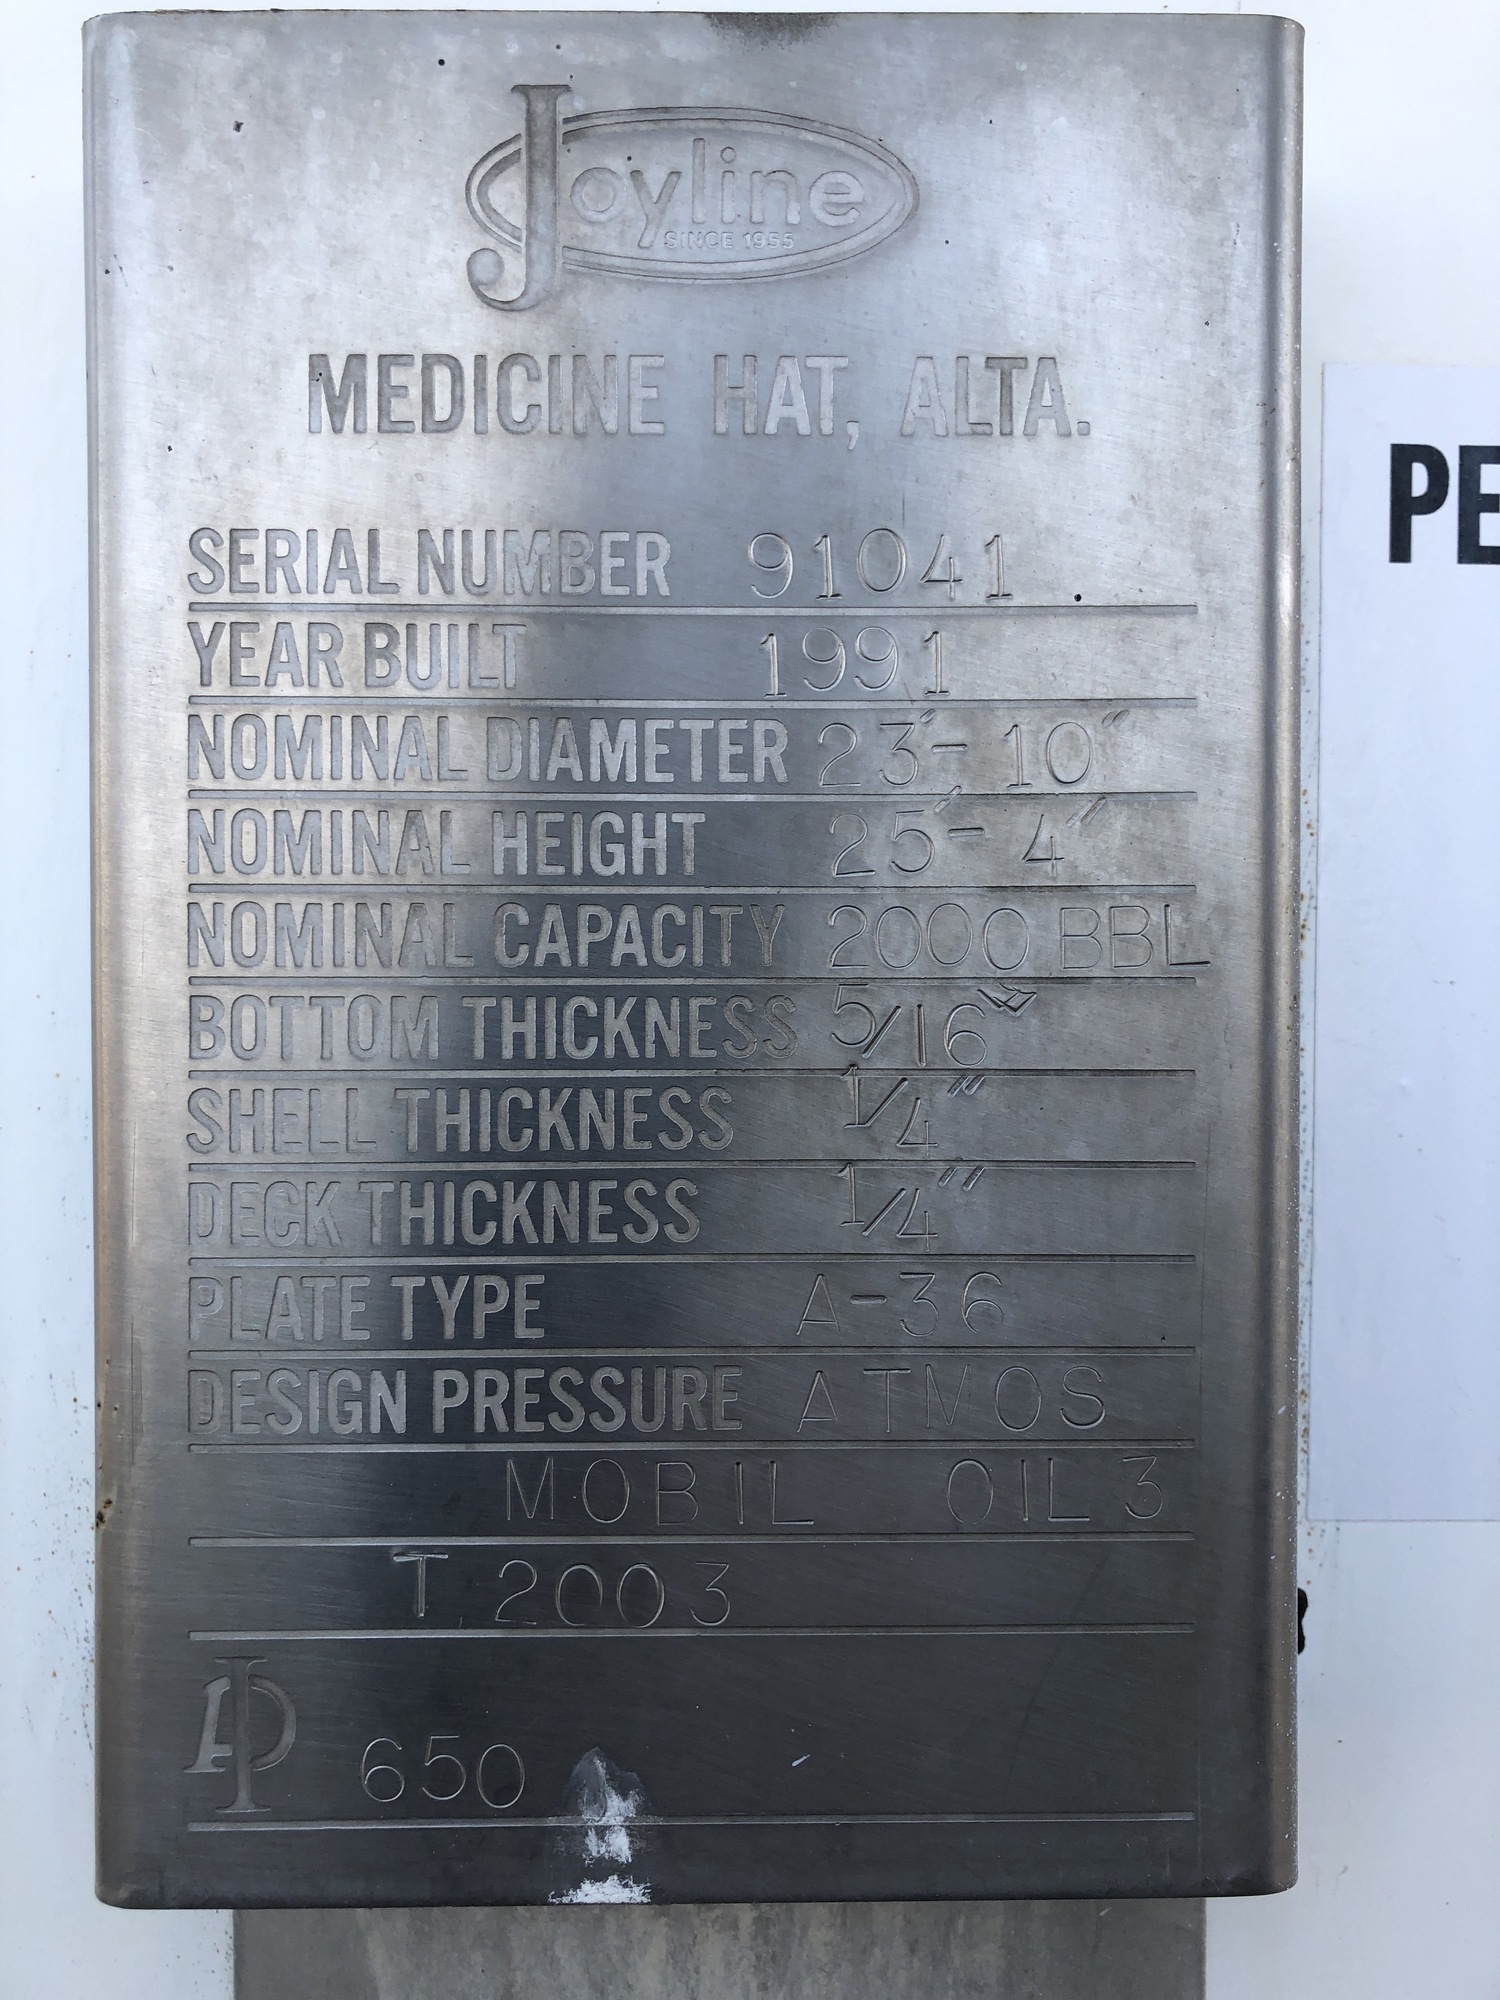 Joyline
SINCE 1955
MEDICINE HAT, ALTA.
SERIAL NUMBER 91041
YEAR BUILT 1991
NOMINAL DIAMETER 23'-10"
NOMINAL HEIGHT 25'-4"
NOMINAL CAPACITY 2000 BBL
BOTTOM THICKNESS 5/16"
SHELL THICKNESS 1/4"
DECK THICKNESS 1/4"
PLATE TYPE A-36
DESIGN PRESSURE ATMOS
MOBIL OIL 3
T.2003
API 650
PE